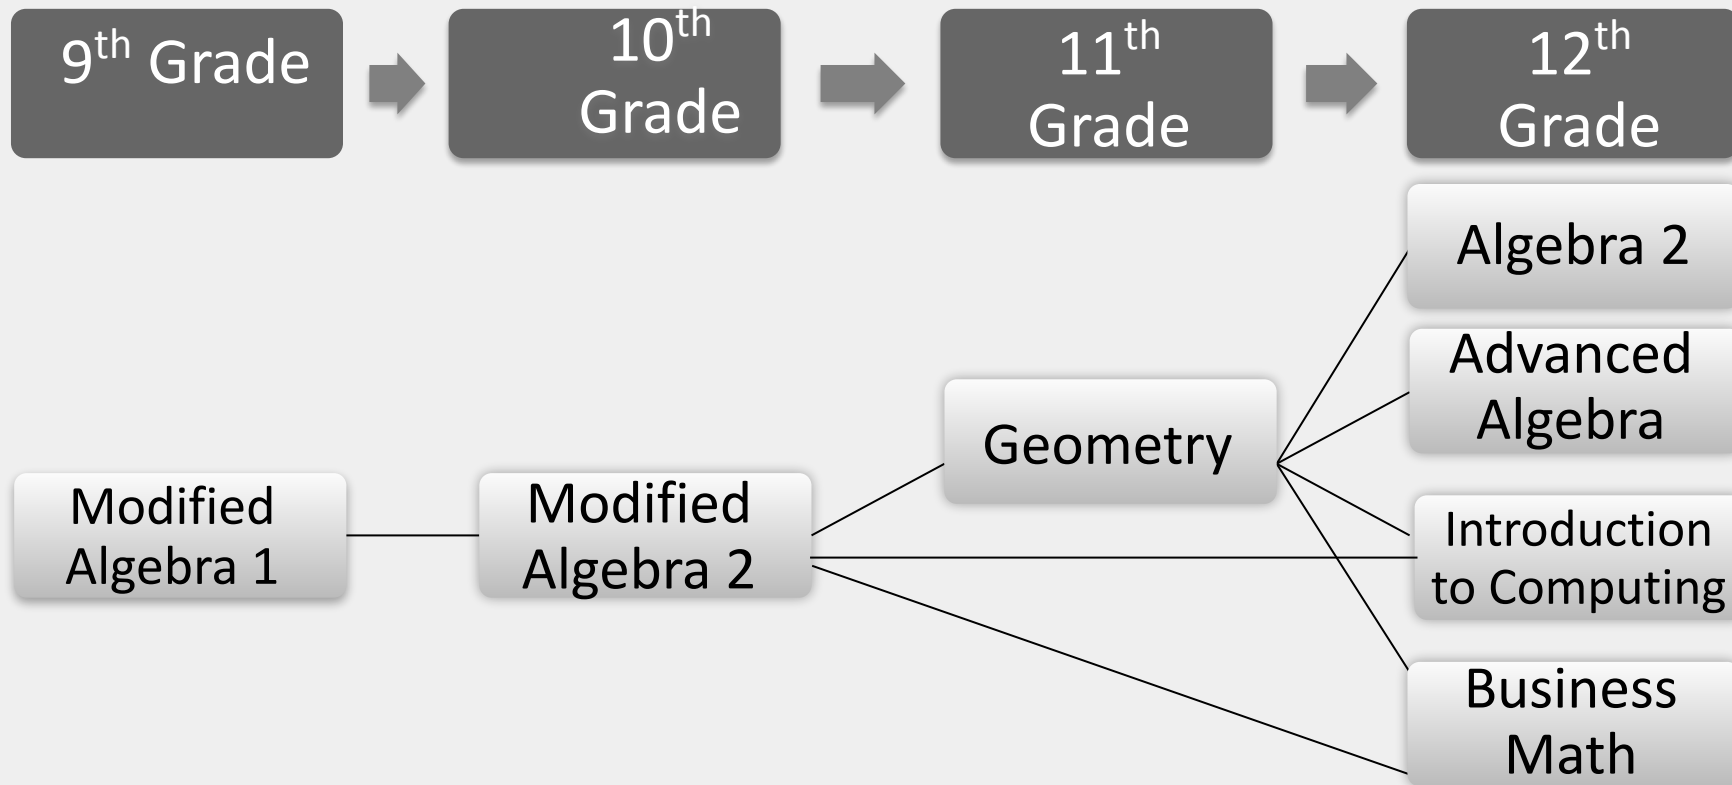 9th Grade
10th
Grade
11th
Grade
12th
Grade
Algebra 2
Advanced
Algebra
Geometry
Modified
Algebra 1
Modified
Algebra 2
Introduction
to Computing
Business
Math